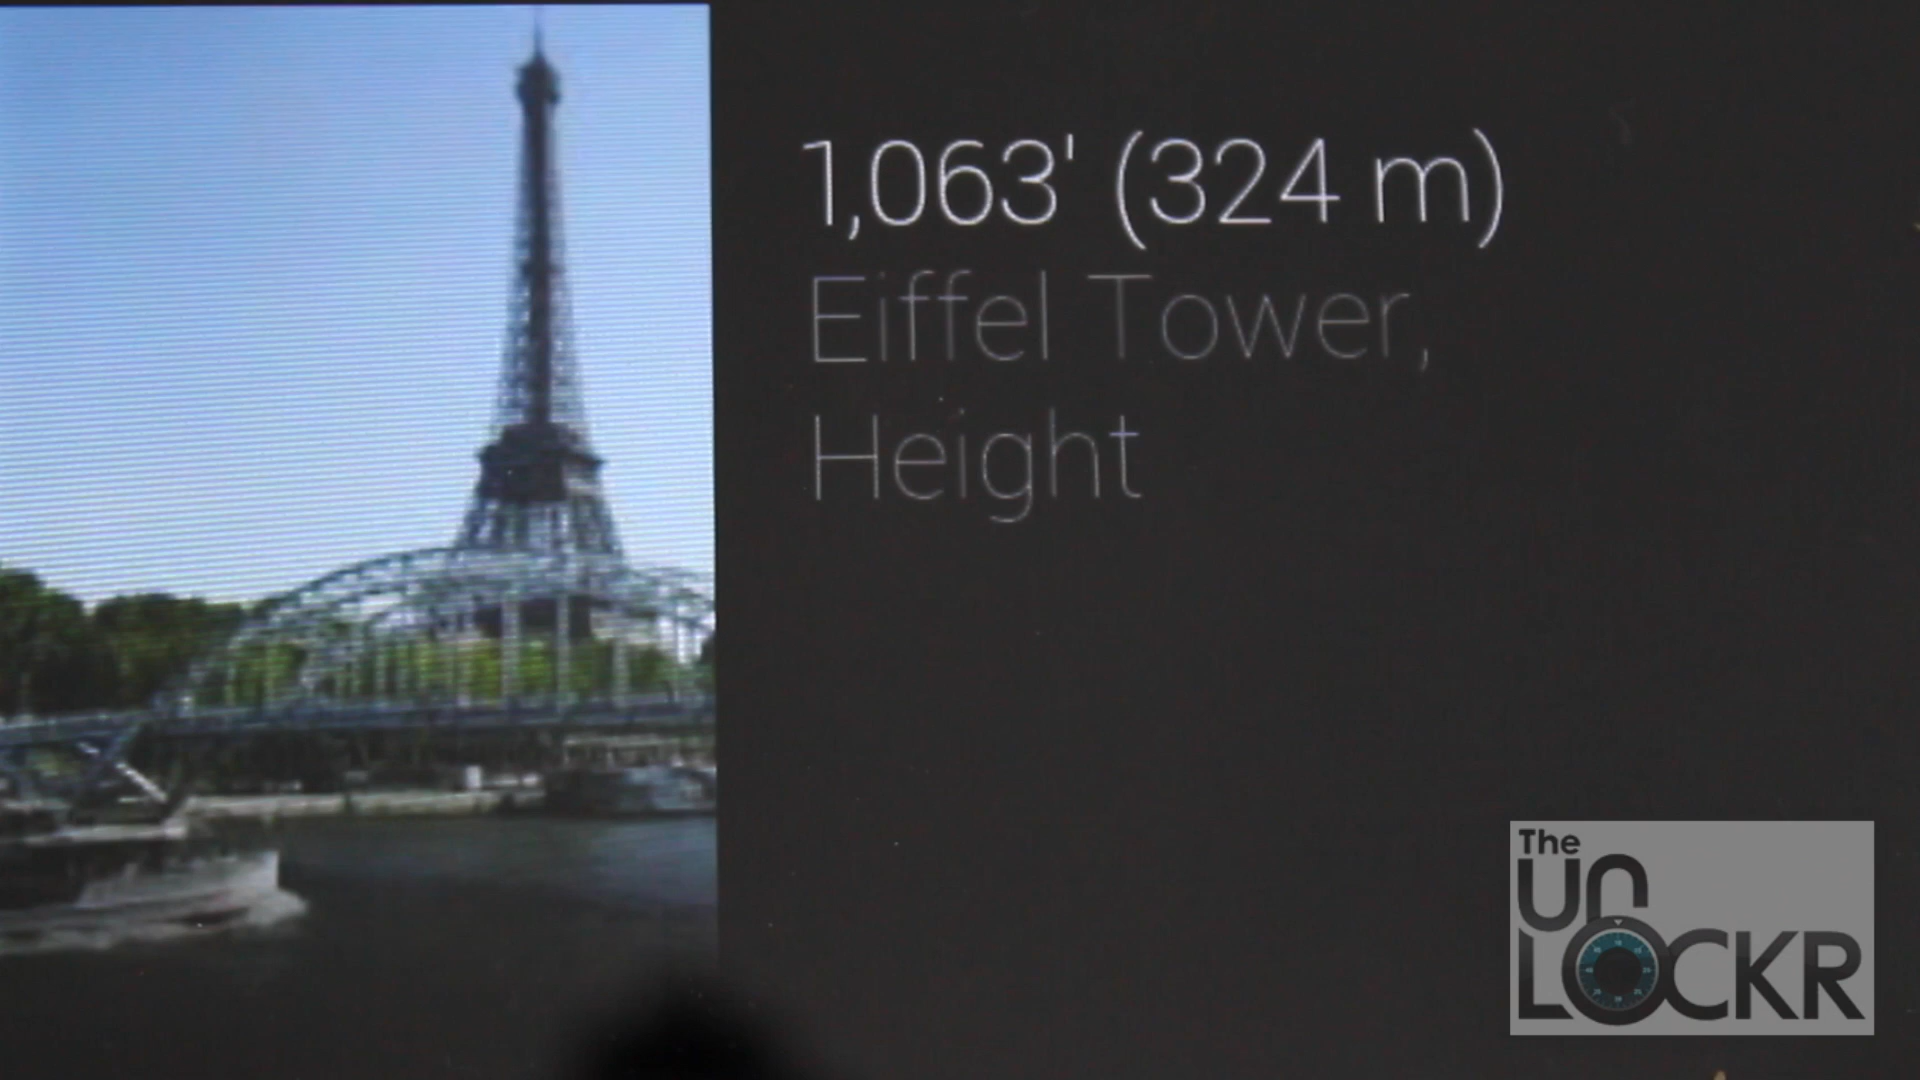 1,063' (324 m)
Eiffel Tower,
Height
The
UN
LOCKR